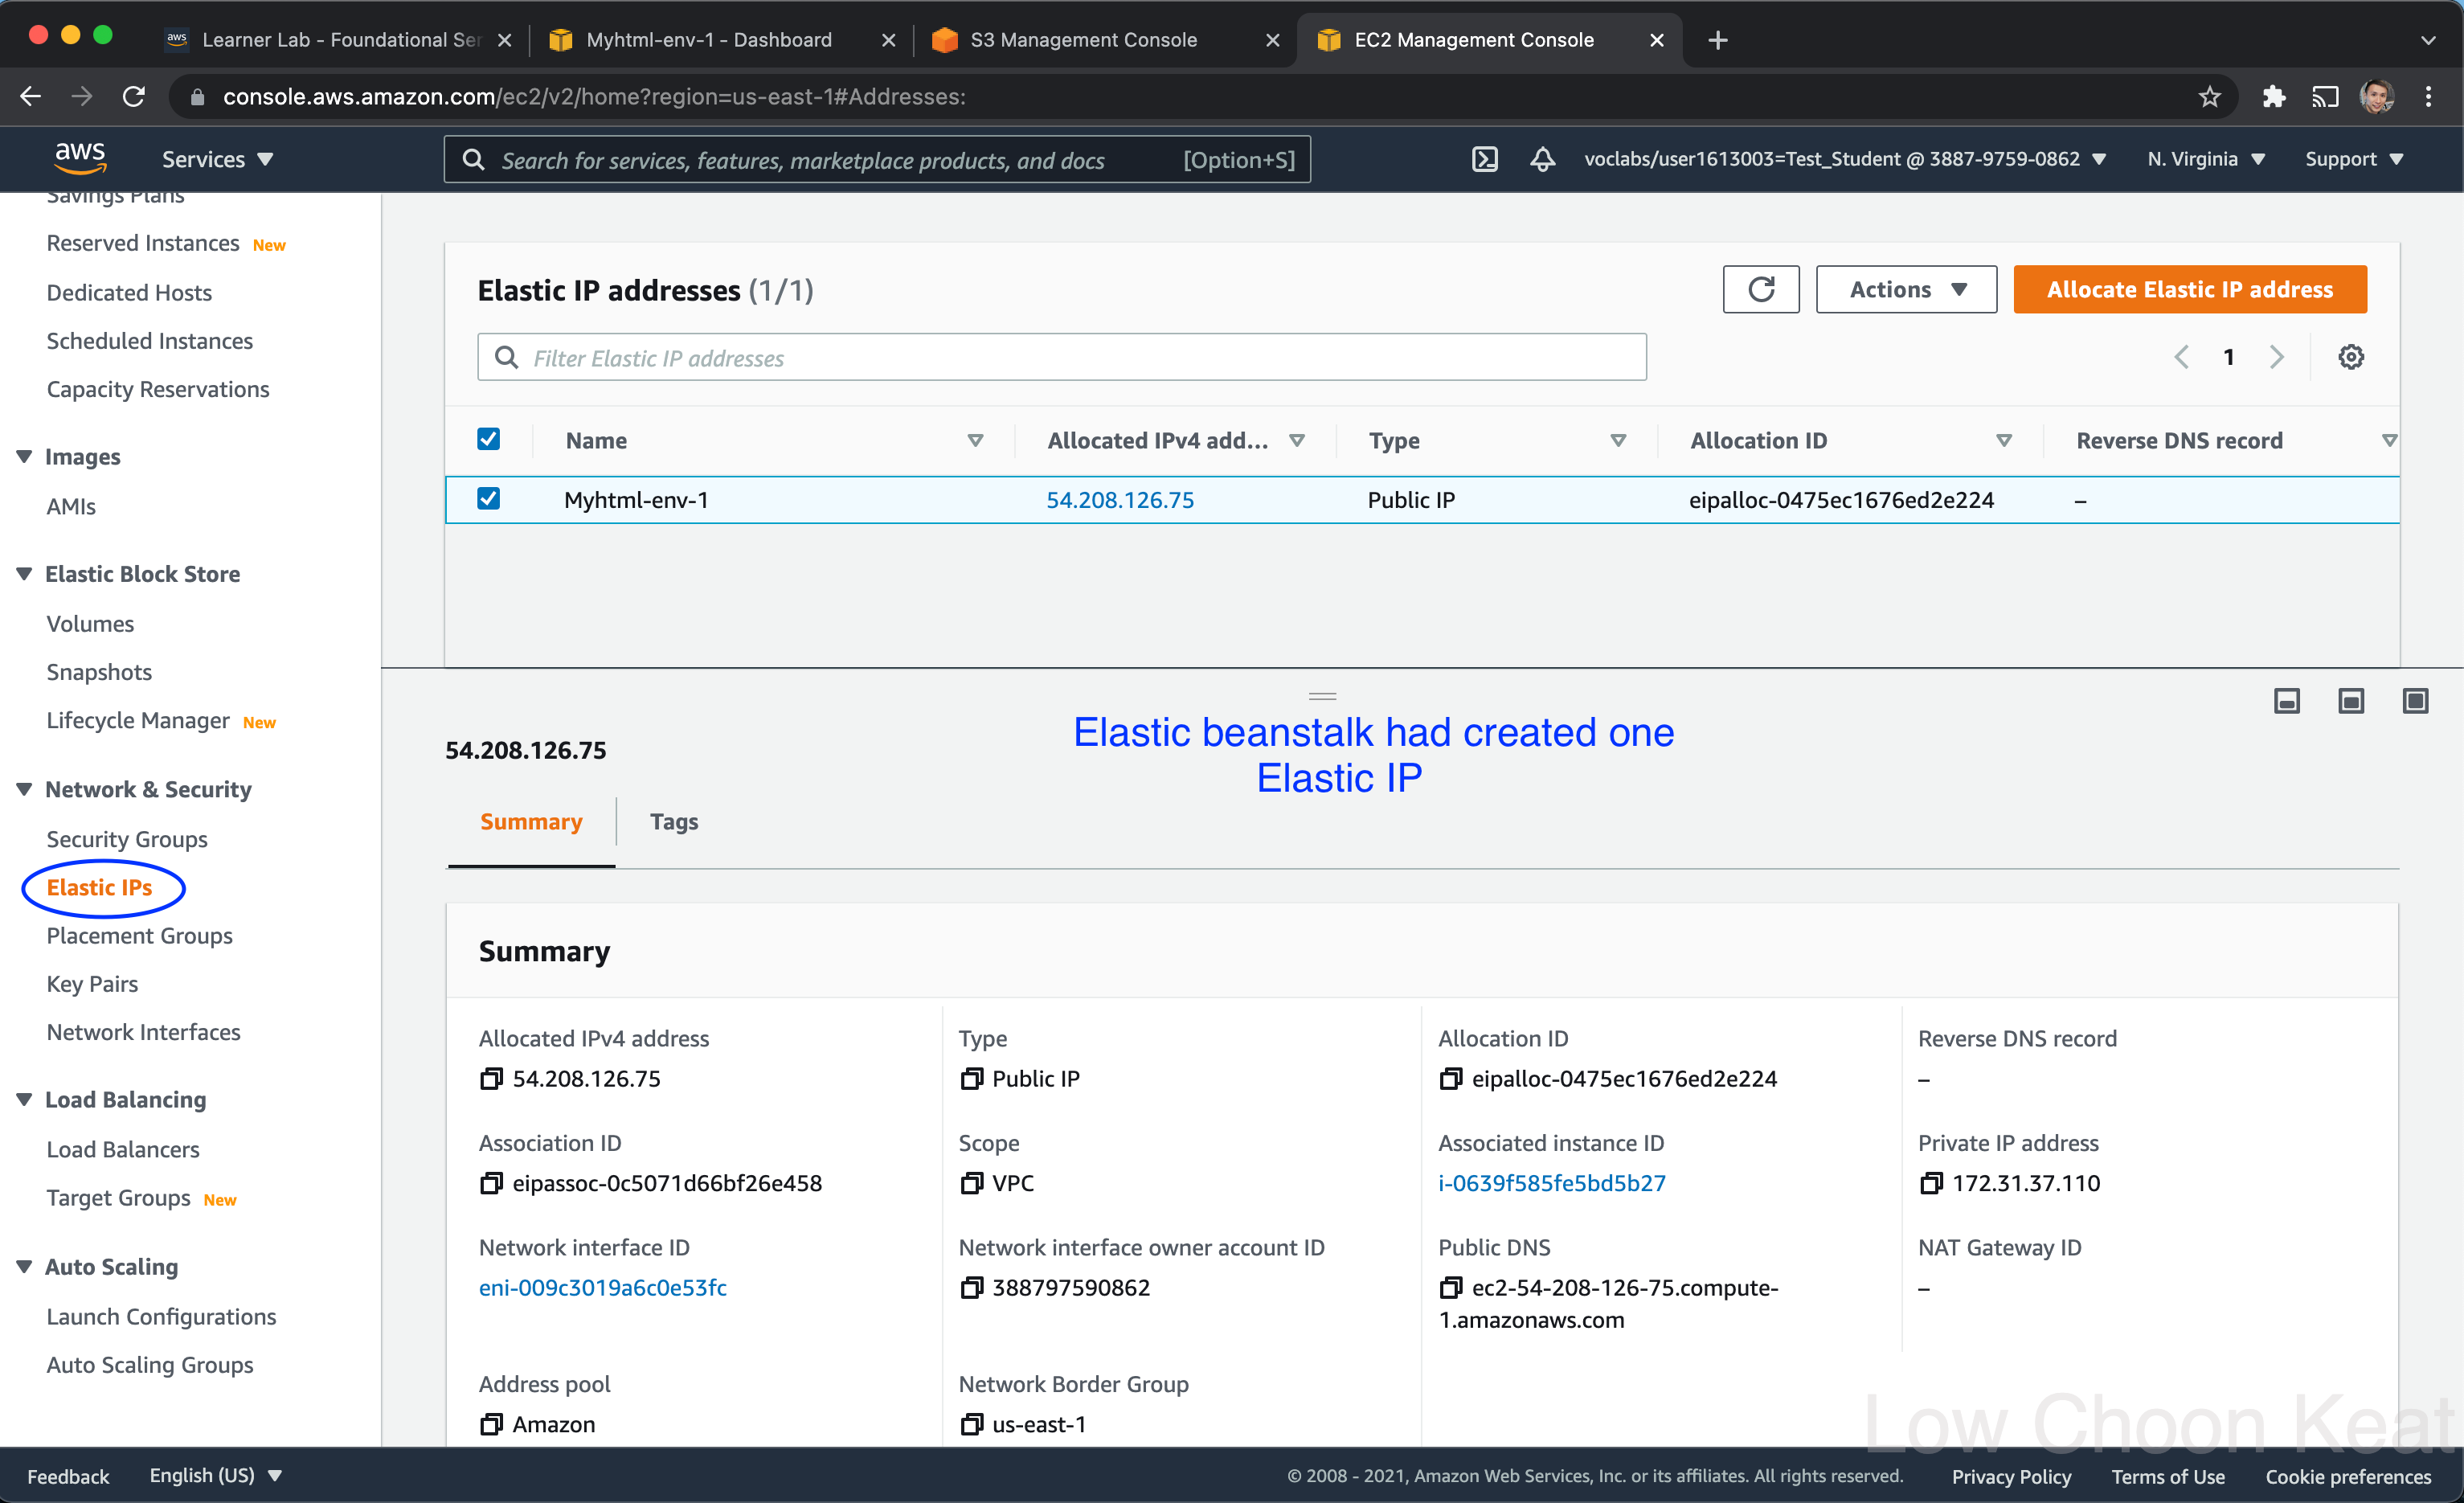 aws Learner Lab - Foundational Ser
Myhtml-env-1 - Dashboard
S3 Management Console
EC2 Management Console
console.aws.amazon.com/ec2/v2/home?region=us-east-1#Addresses:
aws
Services
Search for services, features, marketplace products, and docs [Option+S]
voclabs/user1613003=Test_Student @ 3887-9759-0862
N. Virginia
Support
Savings Plans
Reserved Instances New
Dedicated Hosts
Scheduled Instances
Capacity Reservations
Images
AMIs
Elastic Block Store
Volumes
Snapshots
Lifecycle Manager New
Network & Security
Security Groups
Elastic IPs
Placement Groups
Key Pairs
Network Interfaces
Load Balancing
Load Balancers
Target Groups New
Auto Scaling
Launch Configurations
Auto Scaling Groups
Elastic IP addresses (1/1)
Actions
Allocate Elastic IP address
Filter Elastic IP addresses
1
Name Allocated IPv4 add... Type Allocation ID Reverse DNS record
Myhtml-env-1 54.208.126.75 Public IP eipalloc-0475ec1676ed2e224 –
Elastic beanstalk had created one
Elastic IP
54.208.126.75
Summary Tags
Summary
Allocated IPv4 address
54.208.126.75
Type
Public IP
Allocation ID
eipalloc-0475ec1676ed2e224
Reverse DNS record
–
Association ID
eipassoc-0c5071d66bf26e458
Scope
VPC
Associated instance ID
i-0639f585fe5bd5b27
Private IP address
172.31.37.110
Network interface ID
eni-009c3019a6c0e53fc
Network interface owner account ID
388797590862
Public DNS
ec2-54-208-126-75.compute-
1.amazonaws.com
NAT Gateway ID
–
Address pool
Amazon
Network Border Group
us-east-1
Low Choon Keat
Feedback
English (US)
© 2008 - 2021, Amazon Web Services, Inc. or its affiliates. All rights reserved.
Privacy Policy
Terms of Use
Cookie preferences